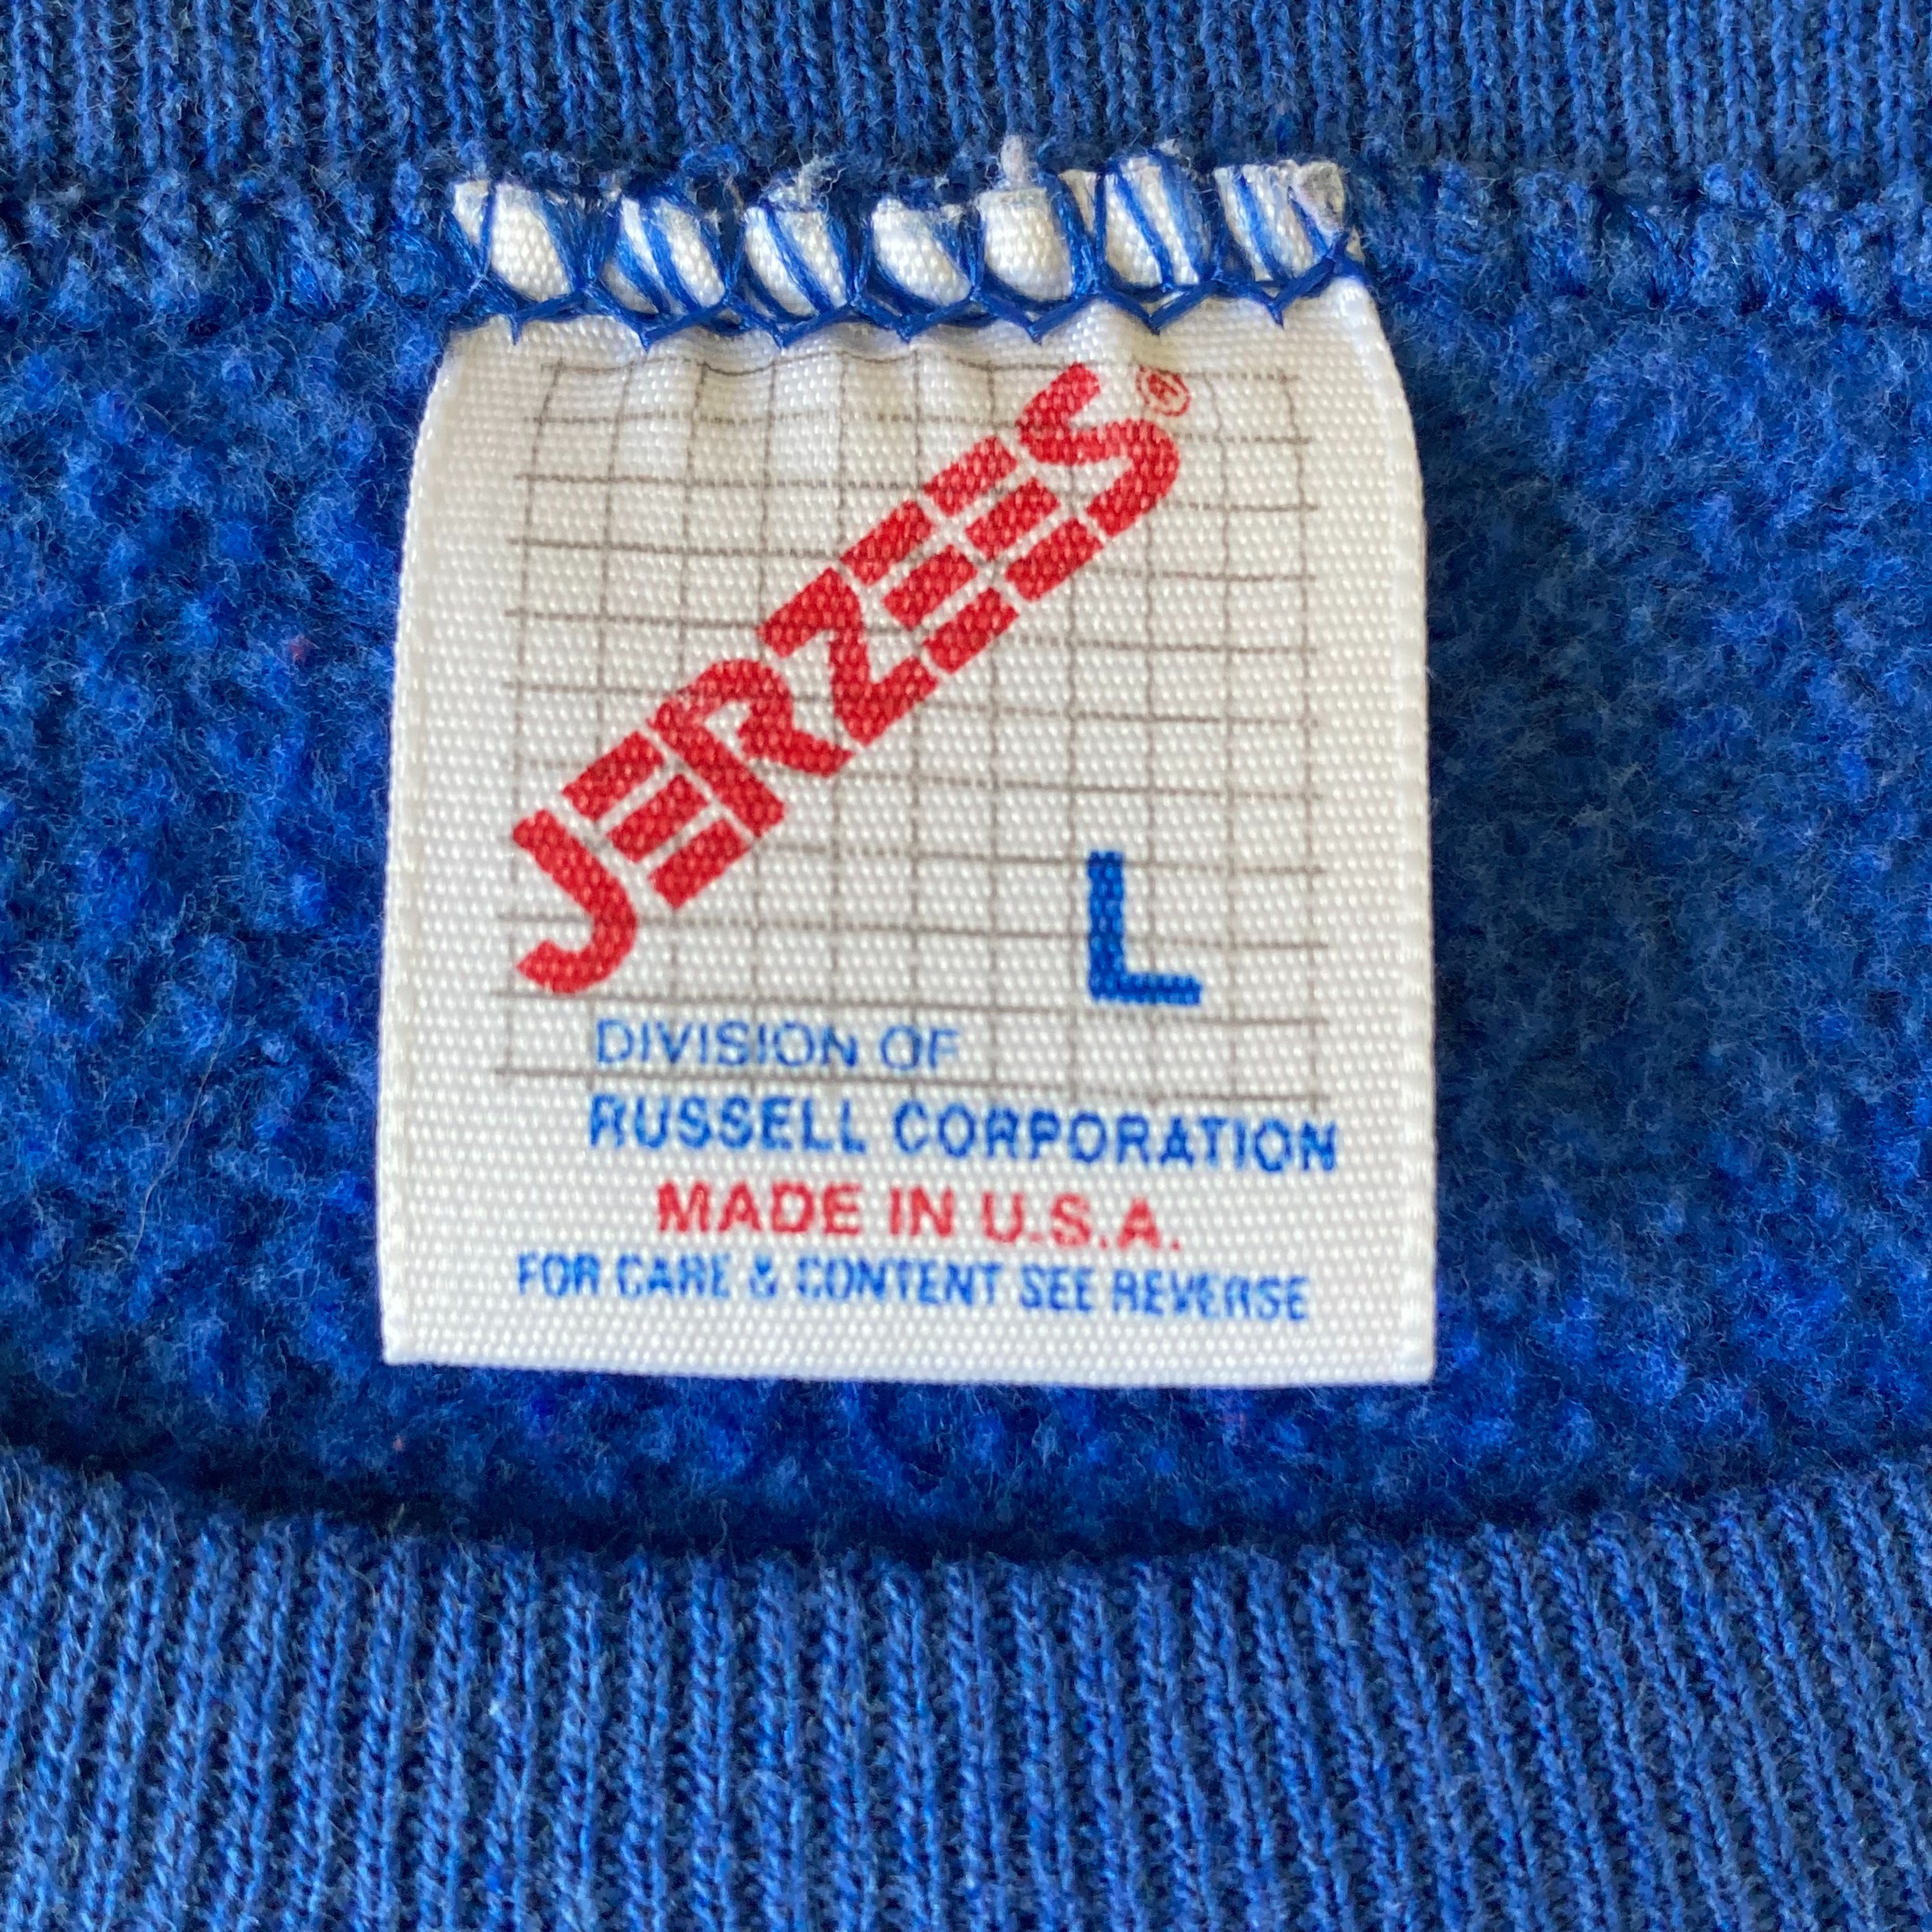 JERZEES®
L
DIVISION OF
RUSSELL CORPORATION
MADE IN U.S.A.
FOR CARE & CONTENT SEE REVERSE